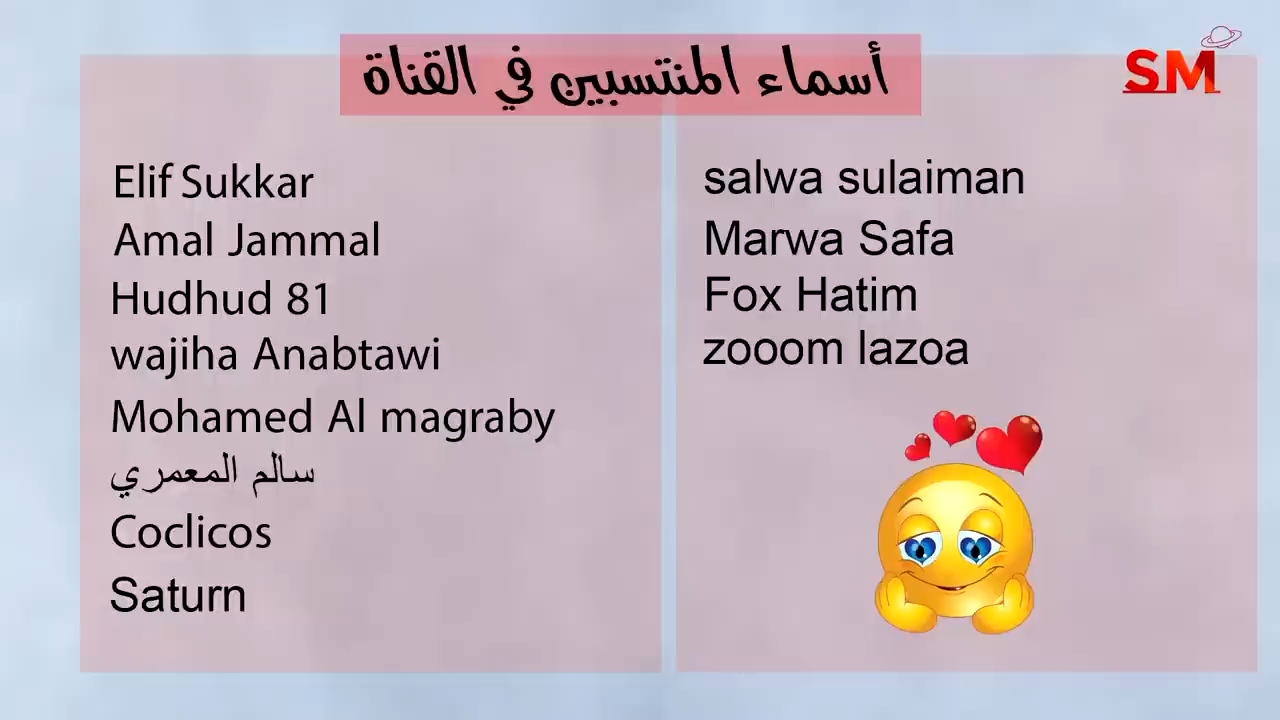 أسماء المنتسبين في القناة
SM
Elif Sukkar
Amal Jammal
Hudhud 81
wajiha Anabtawi
Mohamed Al magraby
سالم المعمري
Coclicos
Saturn
salwa sulaiman
Marwa Safa
Fox Hatim
zooom lazoa